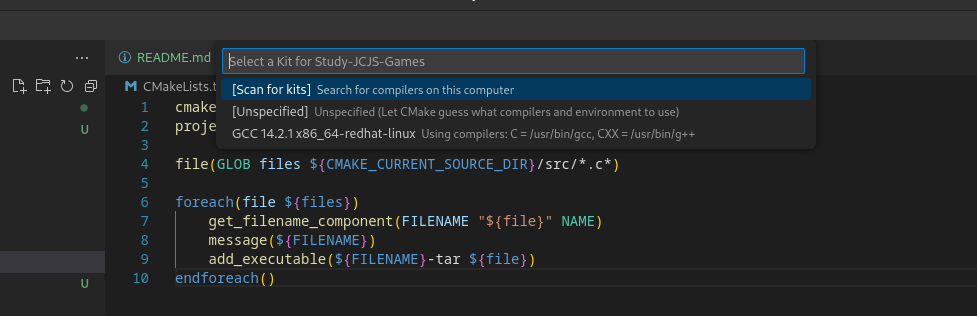 README.md
Select a Kit for Study-JCJS-Games
[Scan for kits] Search for compilers on this computer
[Unspecified] Unspecified (Let CMake guess what compilers and environment to use)
GCC 14.2.1 x86_64-redhat-linux Using compilers: C = /usr/bin/gcc, CXX = /usr/bin/g++
M CMakeLists.t
U
U
1 cmake
2 proje
3
4 file(GLOB files ${CMAKE_CURRENT_SOURCE_DIR}/src/*.c*)
5
6 foreach(file ${files})
7 get_filename_component(FILENAME "${file}" NAME)
8 message(${FILENAME})
9 add_executable(${FILENAME}-tar ${file})
10 endforeach()